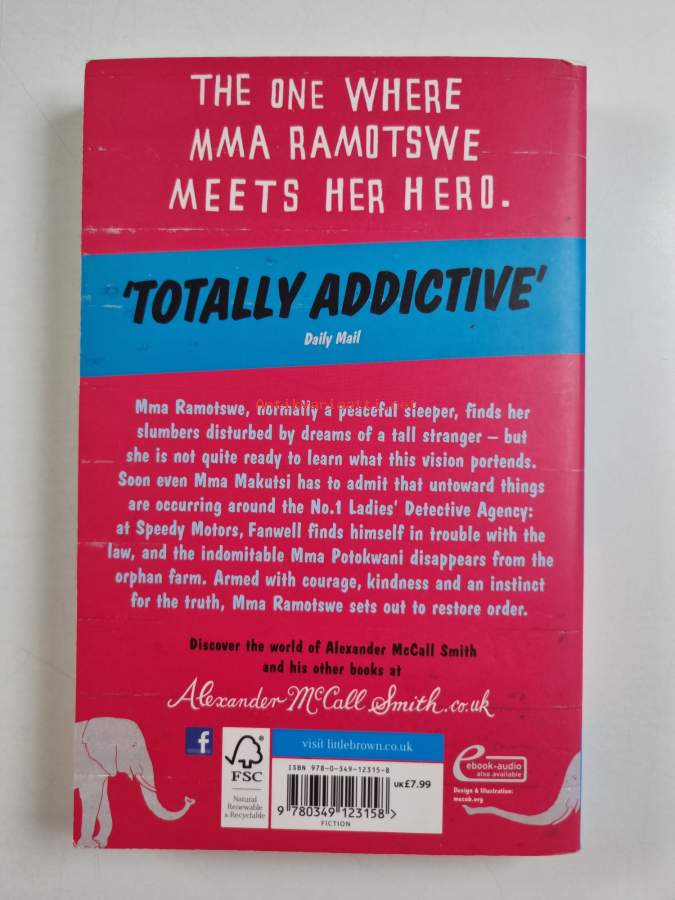 THE ONE WHERE
MMA RAMOTSWE
MEETS HER HERO.
'TOTALLY ADDICTIVE'
Daily Mail
Antikvariaatti.net
Mma Ramotswe, normally a peaceful sleeper, finds her
slumbers disturbed by dreams of a tall stranger – but
she is not quite ready to learn what this vision portends.
Soon even Mma Makutsi has to admit that untoward things
are occurring around the No.1 Ladies' Detective Agency:
at Speedy Motors, Fanwell finds himself in trouble with the
law, and the indomitable Mma Potokwani disappears from the
orphan farm. Armed with courage, kindness and an instinct
for the truth, Mma Ramotswe sets out to restore order.
Discover the world of Alexander McCall Smith
and his other books at
Alexander McCall Smith.co.uk
f
FSC
Natural
Renewable
& Recyclable
visit littlebrown.co.uk
ISBN 978-0-349-12315-8
9 780349 123158 >
FICTION
UK £7.99
ebook-audio
also available
Design & Illustration:
mecob.org